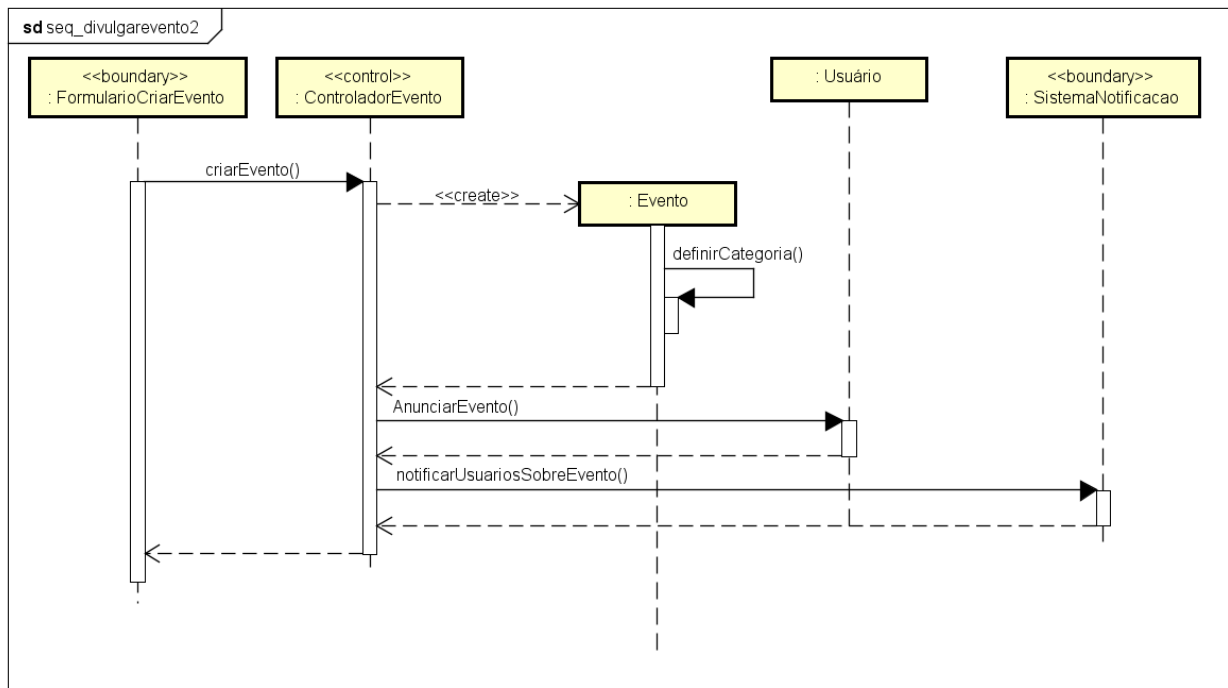 sd seq_divulgarevento2
<<boundary>>
: FormularioCriarEvento
<<control>>
: ControladorEvento
: Usuário
<<boundary>>
: SistemaNotificacao
criarEvento()
<<create>>
: Evento
definirCategoria()
AnunciarEvento()
notificarUsuariosSobreEvento()